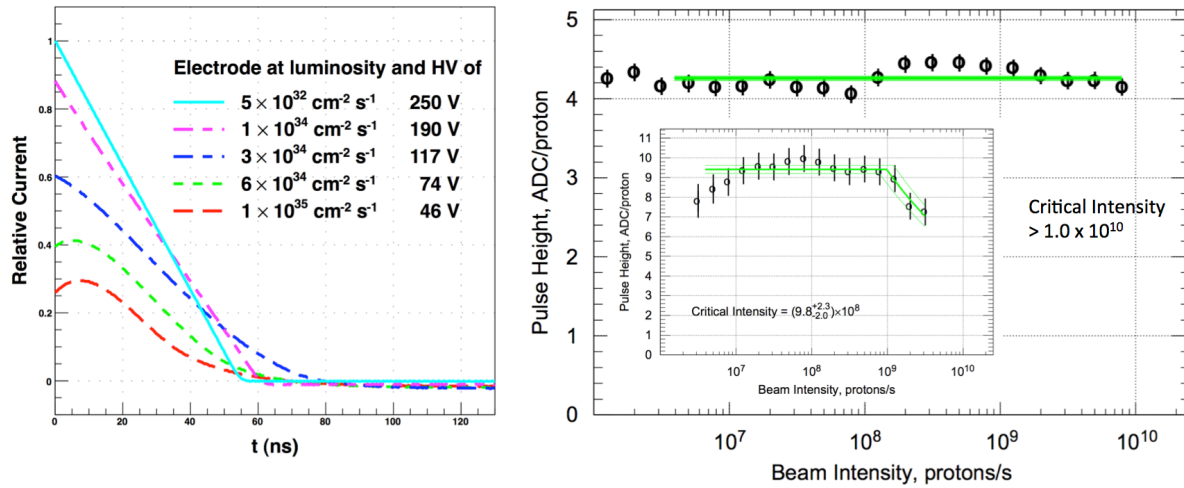 Relative Current
1
0.8
0.6
0.4
0.2
0
0 20 40 60 80 100 120
t (ns)
Electrode at luminosity and HV of
5 × 10³² cm⁻² s⁻¹ 250 V
1 × 10³⁴ cm⁻² s⁻¹ 190 V
3 × 10³⁴ cm⁻² s⁻¹ 117 V
6 × 10³⁴ cm⁻² s⁻¹ 74 V
1 × 10³⁵ cm⁻² s⁻¹ 46 V
Pulse Height, ADC/proton
5
4
3
2
1
0
10⁷ 10⁸ 10⁹ 10¹⁰
Beam Intensity, protons/s
Critical Intensity
> 1.0 x 10¹⁰
Pulse Height, ADC/proton
11
10
9
8
7
6
5
4
3
2
1
0
Critical Intensity = (9.8+2.3-2.0)×10⁸
10⁷ 10⁸ 10⁹ 10¹⁰
Beam Intensity, protons/s